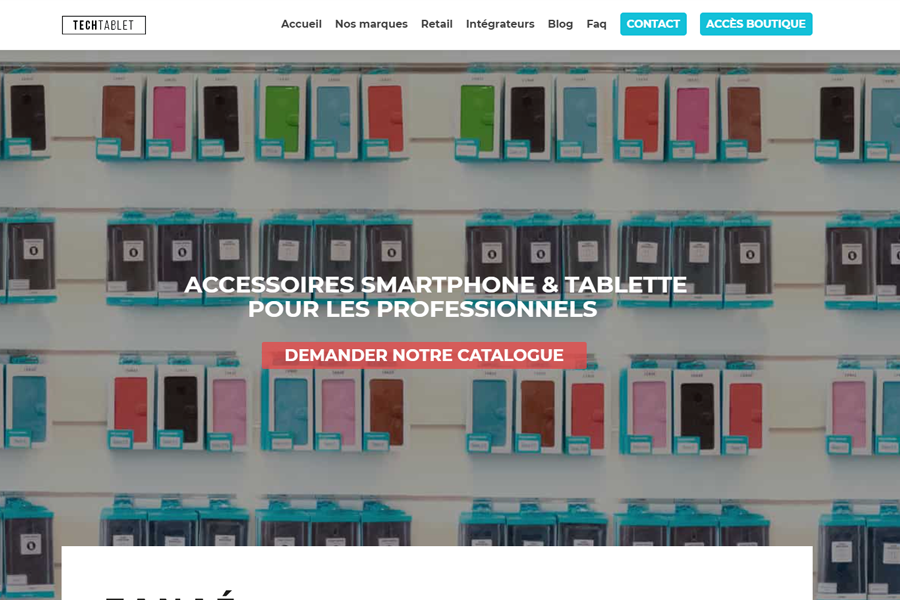 TECHTABLET
Accueil Nos marques Retail Intégrateurs Blog Faq CONTACT ACCÈS BOUTIQUE
ACCESSOIRES SMARTPHONE & TABLETTE
POUR LES PROFESSIONNELS
DEMANDER NOTRE CATALOGUE